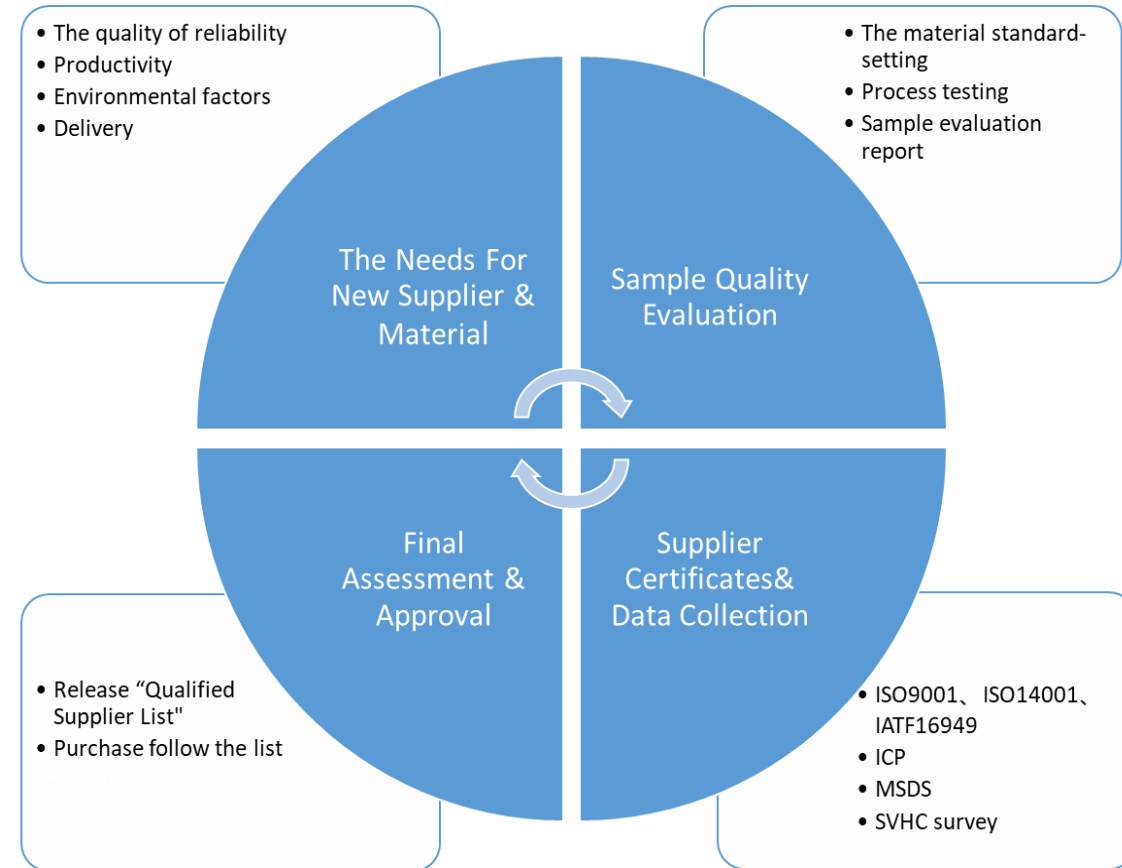 • The quality of reliability
• Productivity
• Environmental factors
• Delivery
• The material standard-
setting
• Process testing
• Sample evaluation
report
The Needs For
New Supplier &
Material
Sample Quality
Evaluation
Final
Assessment &
Approval
Supplier
Certificates&
Data Collection
• Release “Qualified
Supplier List"
• Purchase follow the list
• ISO9001、ISO14001、
IATF16949
• ICP
• MSDS
• SVHC survey